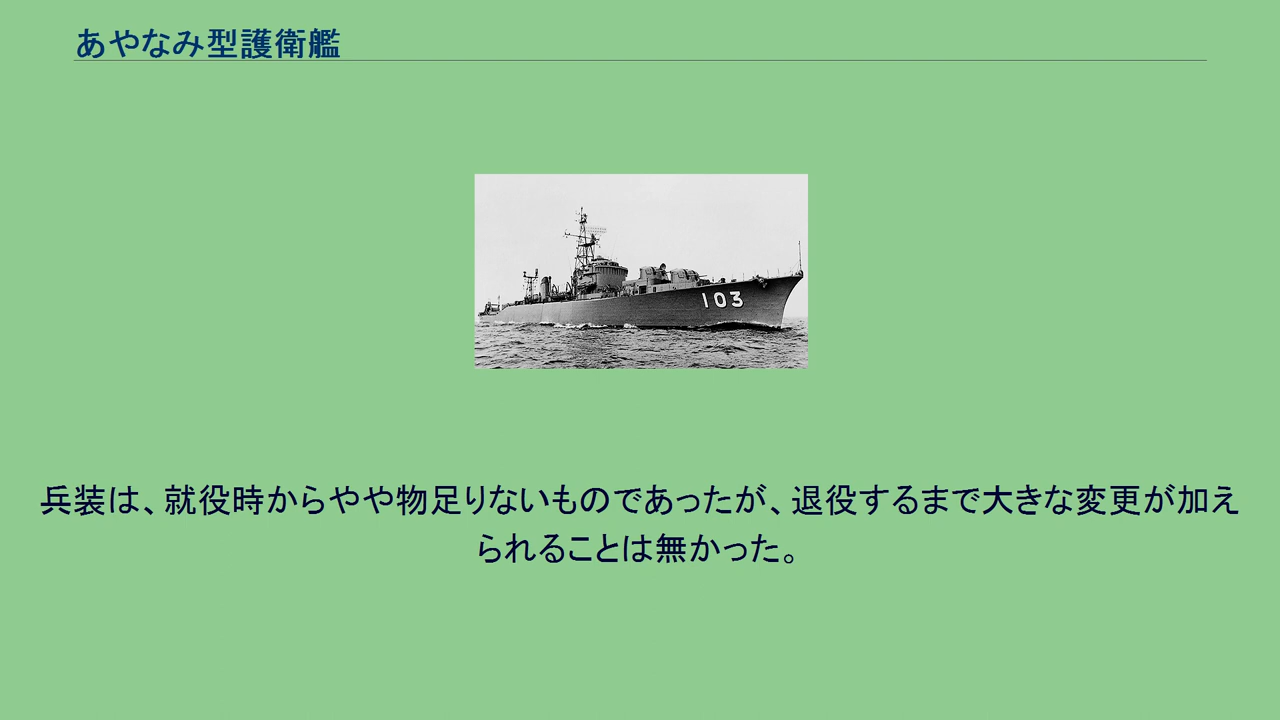 あやなみ型護衛艦
103
兵装は、就役時からやや物足りないものであったが、退役するまで大きな変更が加え
られることは無かった。